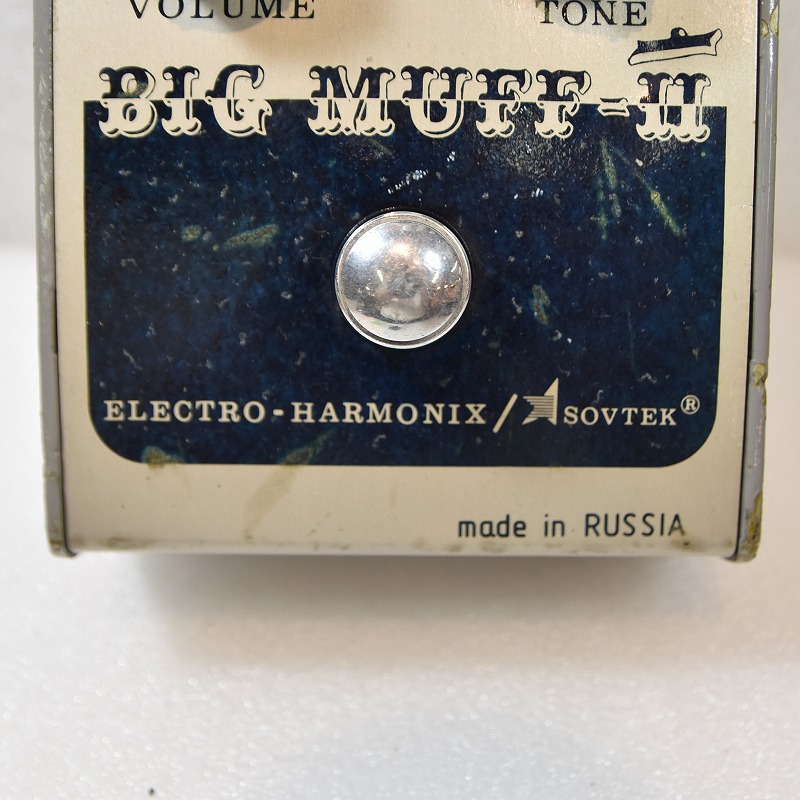 VOLUME TONE
BIG MUFF-II
ELECTRO-HARMONIX/SOVTEK®
made in RUSSIA